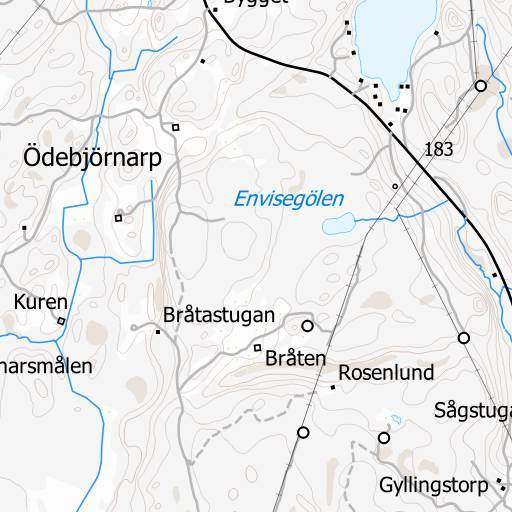 183
Ödebjörnarp
Envisegölen
Kuren
Bråtastugan
Bråten
Rosenlund
Gyllingstorp